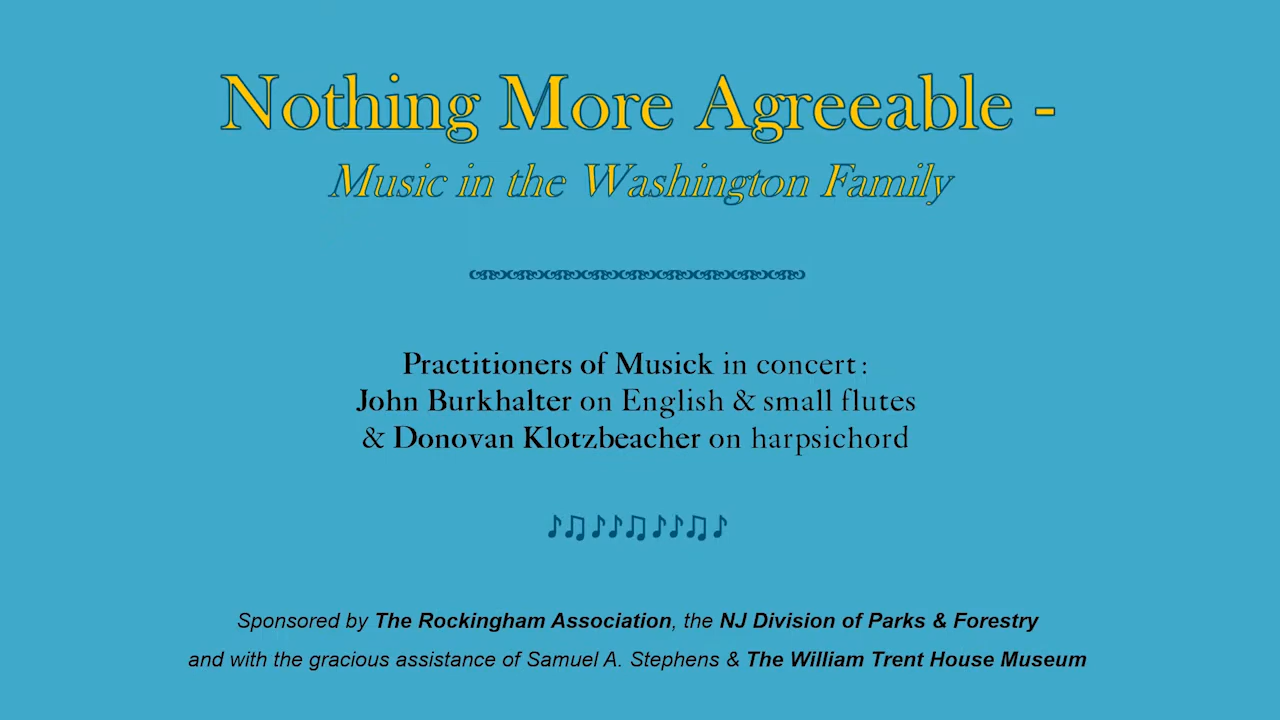 Nothing More Agreeable -
Music in the Washington Family
Practitioners of Musick in concert:
John Burkhalter on English & small flutes
& Donovan Klotzbeacher on harpsichord
♪♫♪♪♫♪♪♫♪
Sponsored by The Rockingham Association, the NJ Division of Parks & Forestry
and with the gracious assistance of Samuel A. Stephens & The William Trent House Museum